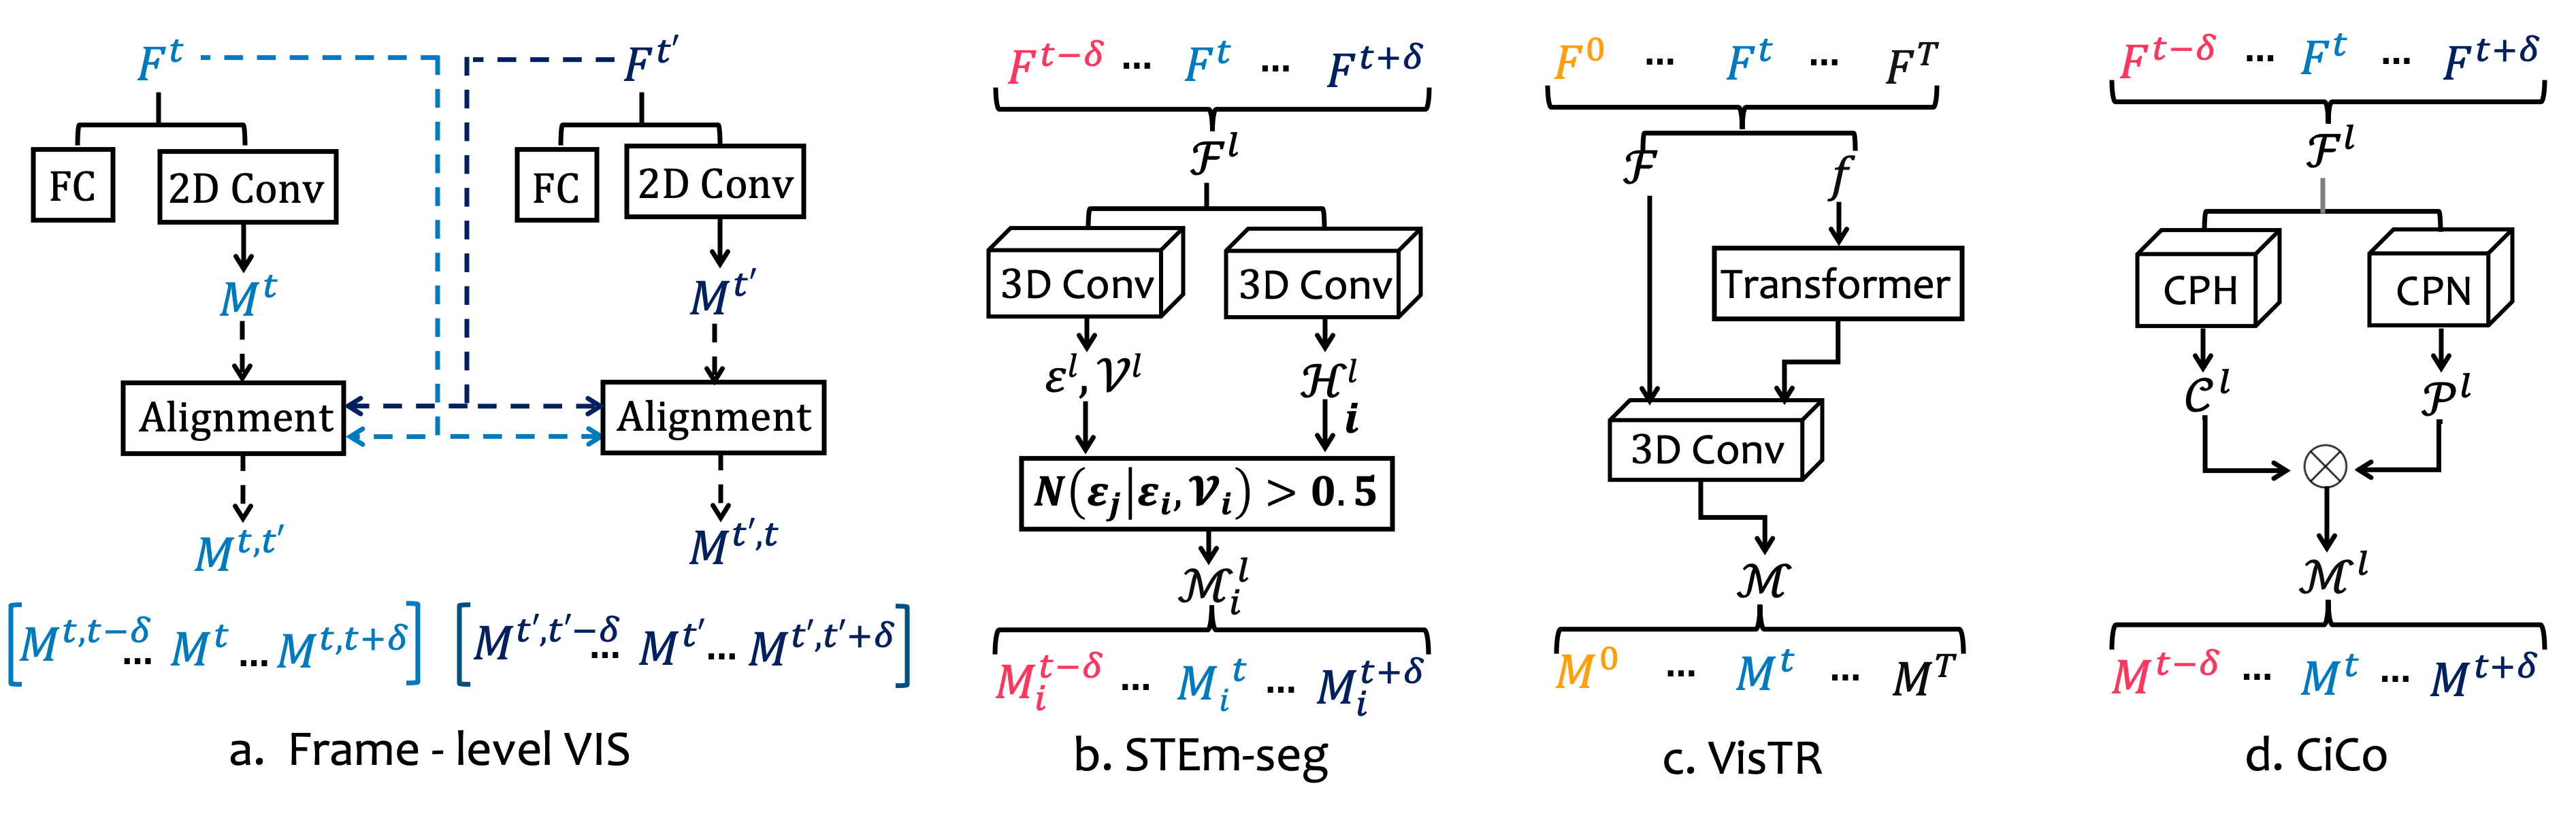 F^t F^{t'}
FC 2D Conv FC 2D Conv
M^t M^{t'}
Alignment Alignment
M^{t,t'} M^{t',t}
[M^{t,t−δ} ... M^t ... M^{t,t+δ}] [M^{t',t'−δ} ... M^{t'} ... M^{t',t'+δ}]
a. Frame - level VIS
F^{t−δ} ... F^t ... F^{t+δ}
ℱ^l
3D Conv 3D Conv
ε^l, 𝒱^l ℋ^l
i
N(ε_j|ε_i, 𝒱_i) > 0.5
ℳ_i^l
M_i^{t−δ} ... M_i^t ... M_i^{t+δ}
b. STEm-seg
F^0 ... F^t ... F^T
ℱ f
Transformer
3D Conv
ℳ
M^0 ... M^t ... M^T
c. VisTR
F^{t−δ} ... F^t ... F^{t+δ}
ℱ^l
CPH CPN
𝒞^l 𝒫^l
⊗
ℳ^l
M^{t−δ} ... M^t ... M^{t+δ}
d. CiCo